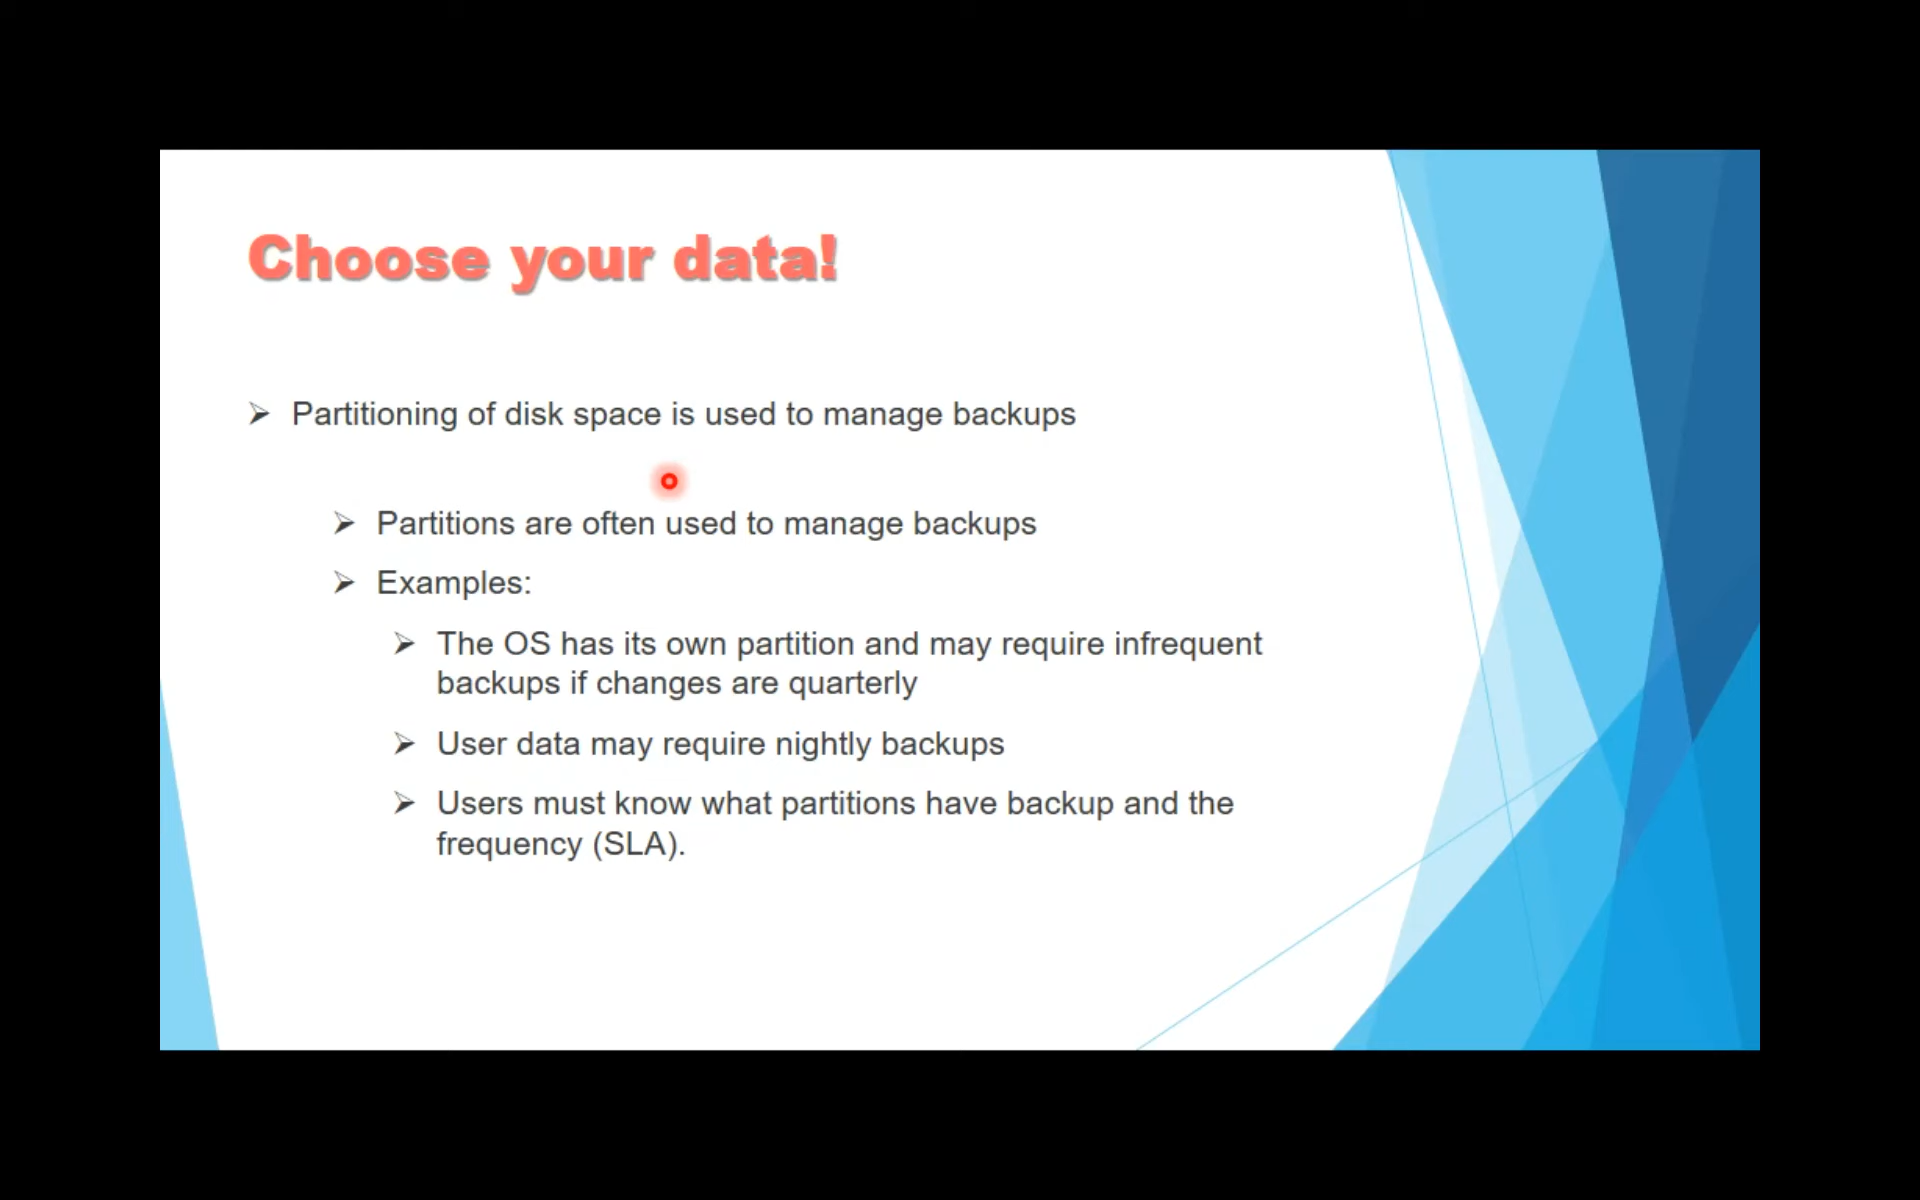 Choose your data!
Partitioning of disk space is used to manage backups
Partitions are often used to manage backups
Examples:
The OS has its own partition and may require infrequent
backups if changes are quarterly
User data may require nightly backups
Users must know what partitions have backup and the
frequency (SLA).